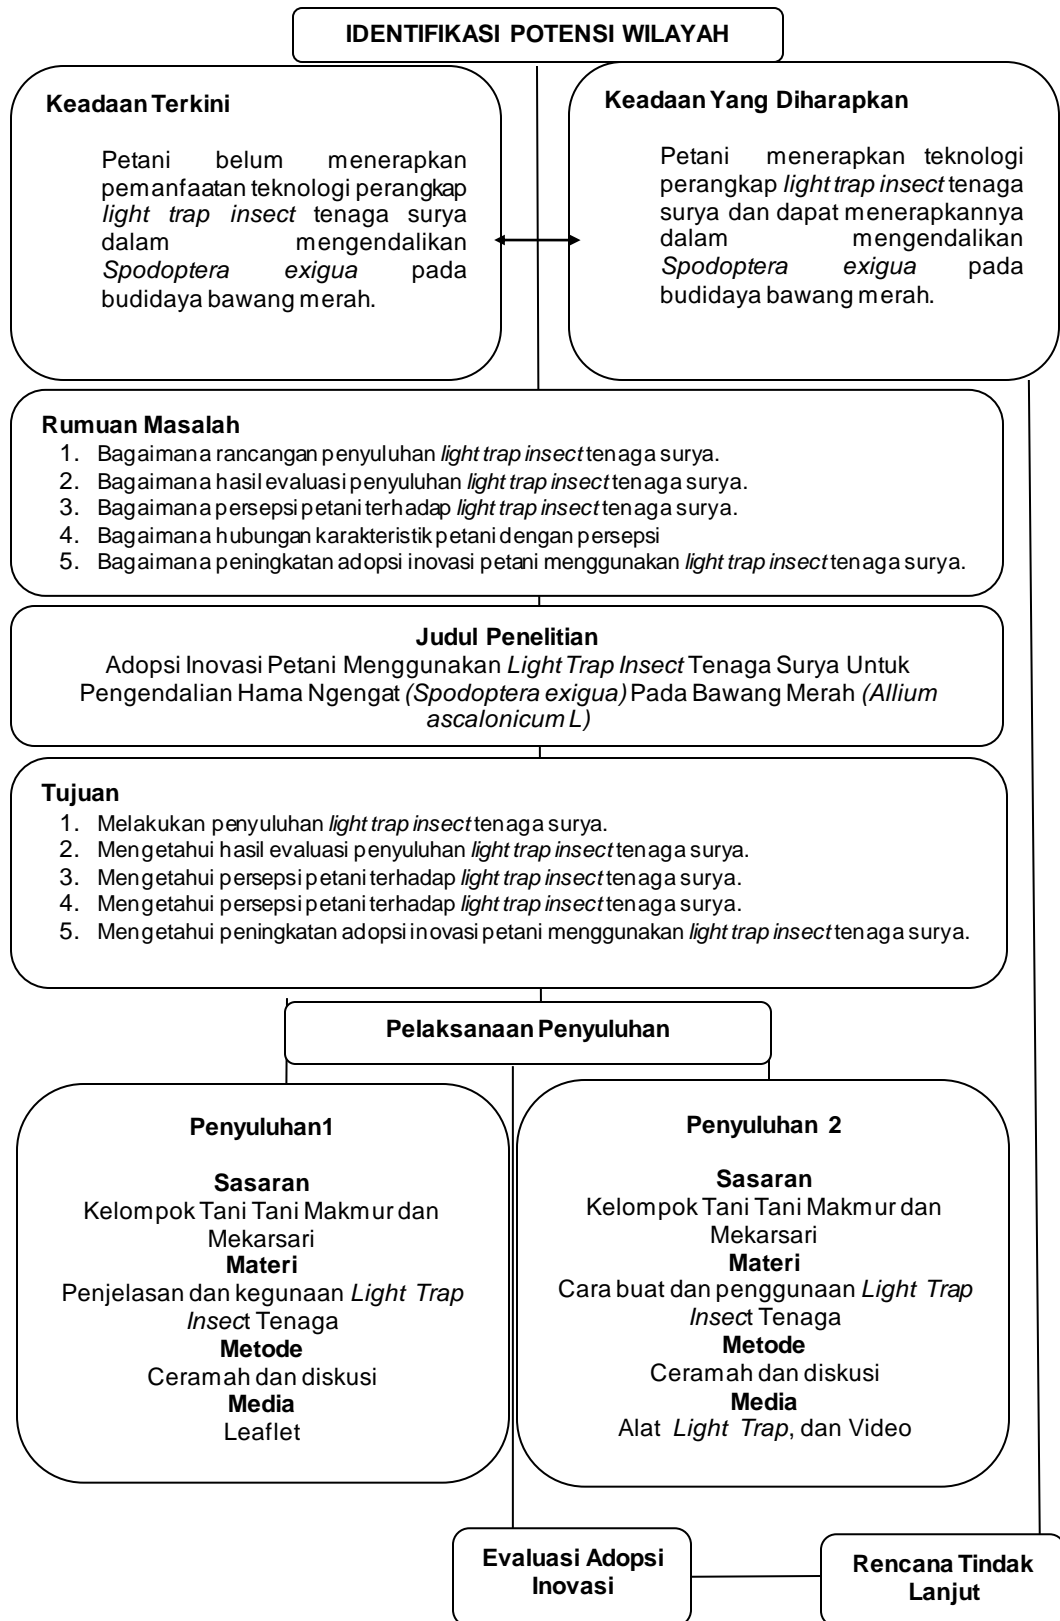 IDENTIFIKASI POTENSI WILAYAH
Keadaan Terkini
Petani belum menerapkan
pemanfaatan teknologi perangkap
light trap insect tenaga surya
dalam mengendalikan
Spodoptera exigua pada
budidaya bawang merah.
Keadaan Yang Diharapkan
Petani menerapkan teknologi
perangkap light trap insect tenaga
surya dan dapat menerapkannya
dalam mengendalikan
Spodoptera exigua pada
budidaya bawang merah.
Rumuan Masalah
1. Bagaimana rancangan penyuluhan light trap insect tenaga surya.
2. Bagaimana hasil evaluasi penyuluhan light trap insect tenaga surya.
3. Bagaimana persepsi petani terhadap light trap insect tenaga surya.
4. Bagaimana hubungan karakteristik petani dengan persepsi
5. Bagaimana peningkatan adopsi inovasi petani menggunakan light trap insect tenaga surya.
Judul Penelitian
Adopsi Inovasi Petani Menggunakan Light Trap Insect Tenaga Surya Untuk
Pengendalian Hama Ngengat (Spodoptera exigua) Pada Bawang Merah (Allium
ascalonicum L)
Tujuan
1. Melakukan penyuluhan light trap insect tenaga surya.
2. Mengetahui hasil evaluasi penyuluhan light trap insect tenaga surya.
3. Mengetahui persepsi petani terhadap light trap insect tenaga surya.
4. Mengetahui persepsi petani terhadap light trap insect tenaga surya.
5. Mengetahui peningkatan adopsi inovasi petani menggunakan light trap insect tenaga surya.
Pelaksanaan Penyuluhan
Penyuluhan1
Sasaran
Kelompok Tani Tani Makmur dan
Mekarsari
Materi
Penjelasan dan kegunaan Light Trap
Insect Tenaga
Metode
Ceramah dan diskusi
Media
Leaflet
Penyuluhan 2
Sasaran
Kelompok Tani Tani Makmur dan
Mekarsari
Materi
Cara buat dan penggunaan Light Trap
Insect Tenaga
Metode
Ceramah dan diskusi
Media
Alat Light Trap, dan Video
Evaluasi Adopsi
Inovasi
Rencana Tindak
Lanjut